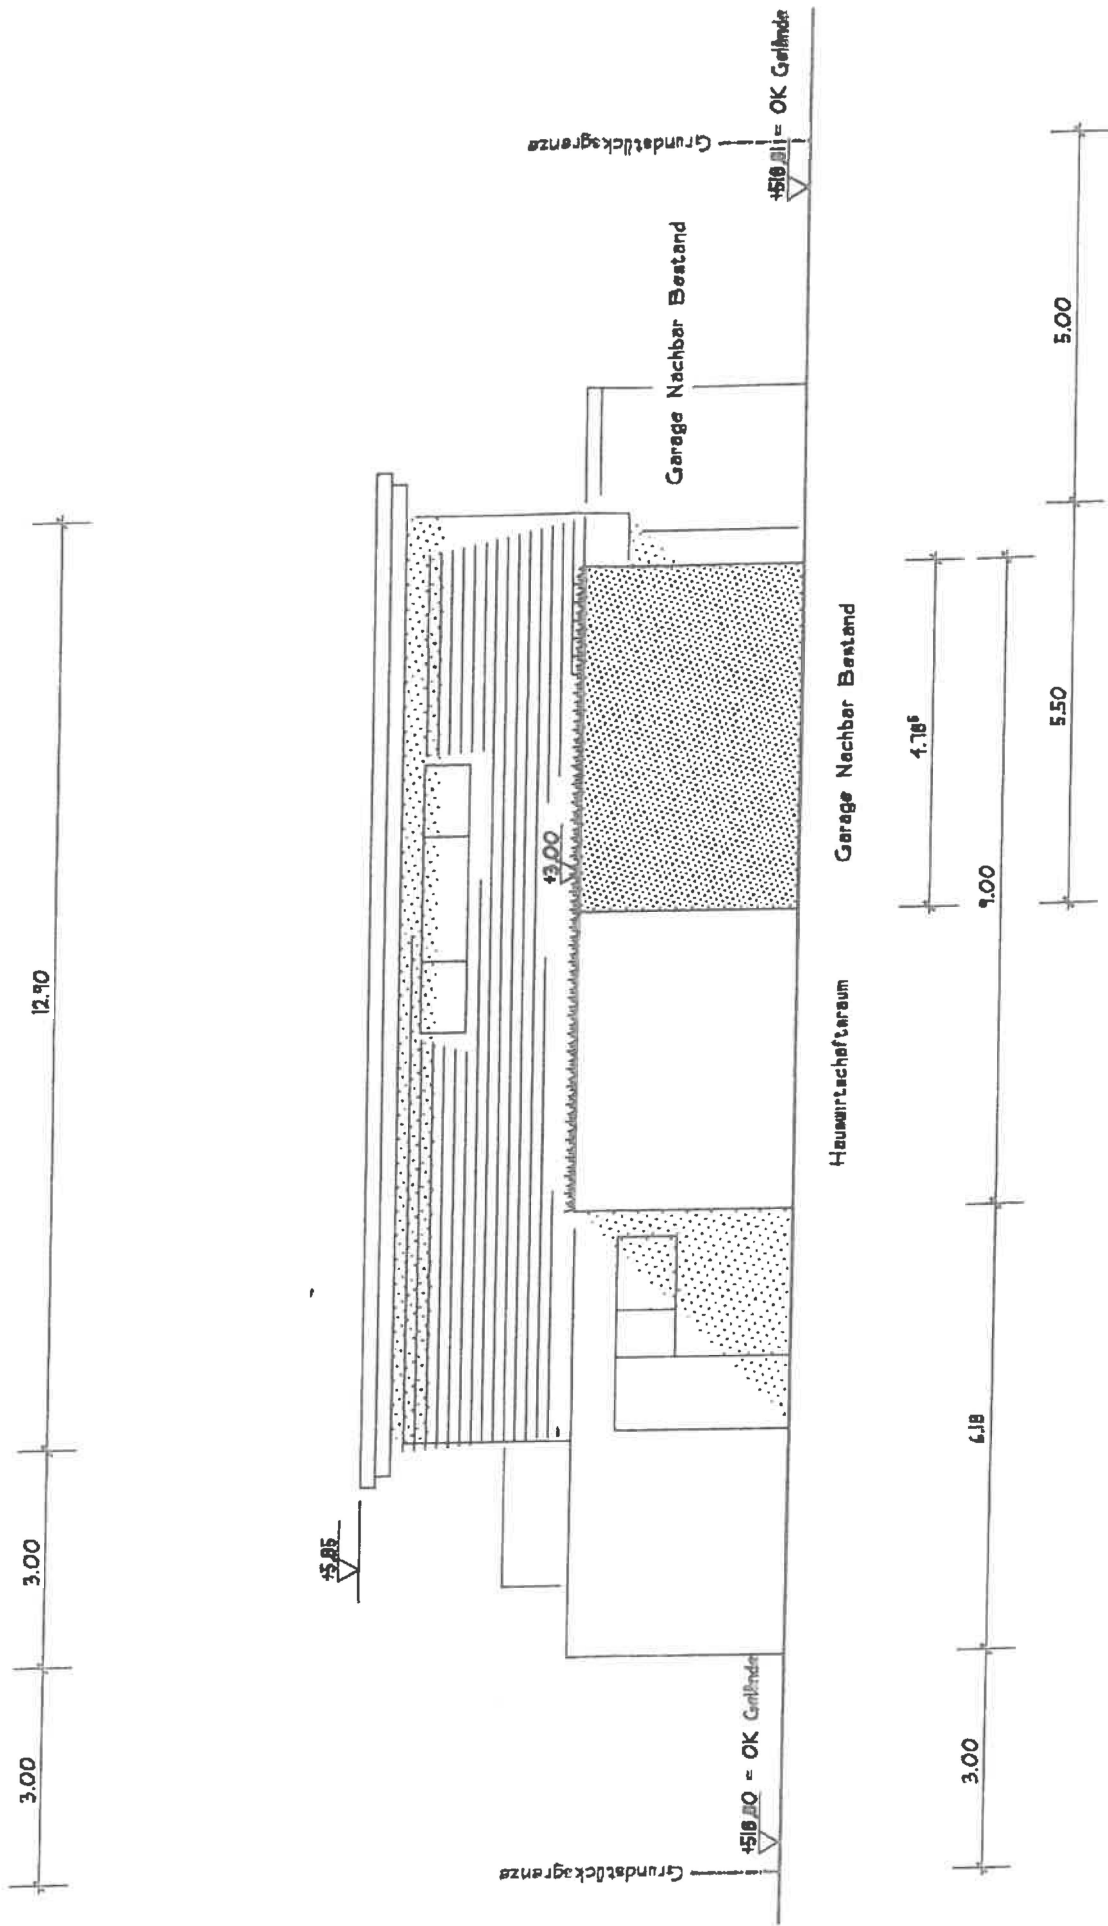 3.00
3.00
12.90
+5.85
+3.00
Grundstücksgrenze
Grundstücksgrenze
= OK Gelände
= OK Gelände
Garage Nachbar Bestand
Hauswirtschaftsraum
Garage Nachbar Bestand
4.78⁵
3.00
6.18
9.00
5.50
5.00